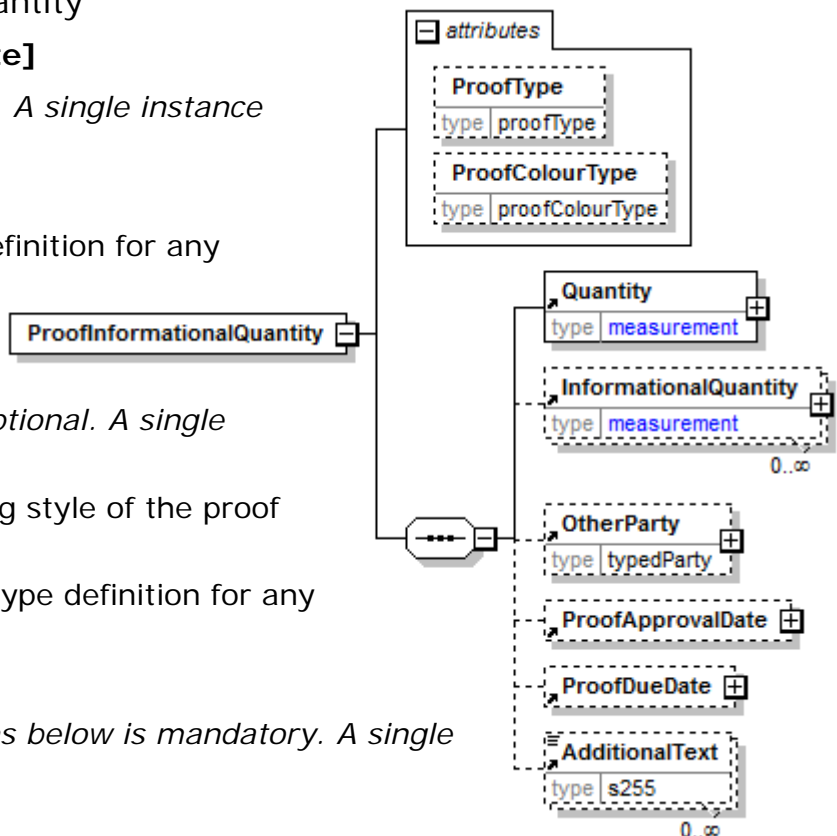 antity
te]
. A single instance
efinition for any
ptional. A single
g style of the proof
ype definition for any
s below is mandatory. A single
attributes
ProofType
type proofType
ProofColourType
type proofColourType
ProofInformationalQuantity
Quantity
type measurement
InformationalQuantity
type measurement
0..∞
OtherParty
type typedParty
ProofApprovalDate
ProofDueDate
AdditionalText
type s255
0..∞